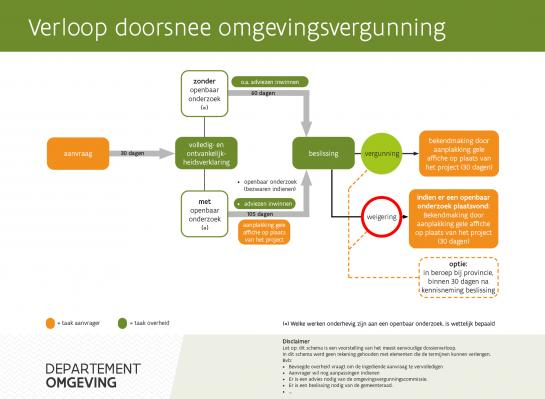 Verloop doorsnee omgevingsvergunning
zonder
openbaar
onderzoek
(*)
o.a. adviezen inwinnen
60 dagen
aanvraag
30 dagen
volledig- en
ontvankelijk-
heidsverklaring
beslissing
vergunning
bekendmaking door
aanplakking gele
affiche op plaats van
het project (30 dagen)
• openbaar onderzoek
(bezwaren indienen)
• adviezen inwinnen
105 dagen
met
openbaar
onderzoek
(*)
aanplakking gele
affiche op plaats
van het project
weigering
indien er een openbaar
onderzoek plaatsvond:
Bekendmaking door
aanplakking gele
affiche op plaats van
het project
(30 dagen)
optie:
in beroep bij provincie,
binnen 30 dagen na
kennisneming beslissing
= taak aanvrager
= taak overheid
(*) Welke werken onderhevig zijn aan een openbaar onderzoek, is wettelijk bepaald
DEPARTEMENT
OMGEVING
Disclaimer
Let op: dit schema is een voorstelling van het meest eenvoudige dossierverloop.
In dit schema werd geen rekening gehouden met elementen die de termijnen kunnen verlengen.
Bvb:
• Bevoegde overheid vraagt om de ingediende aanvraag te vervolledigen
• Aanvrager wil nog aanpassingen indienen
• Er is een advies nodig van de omgevingsvergunningscommissie.
• Er is een beslissing nodig van de gemeenteraad.
• ...